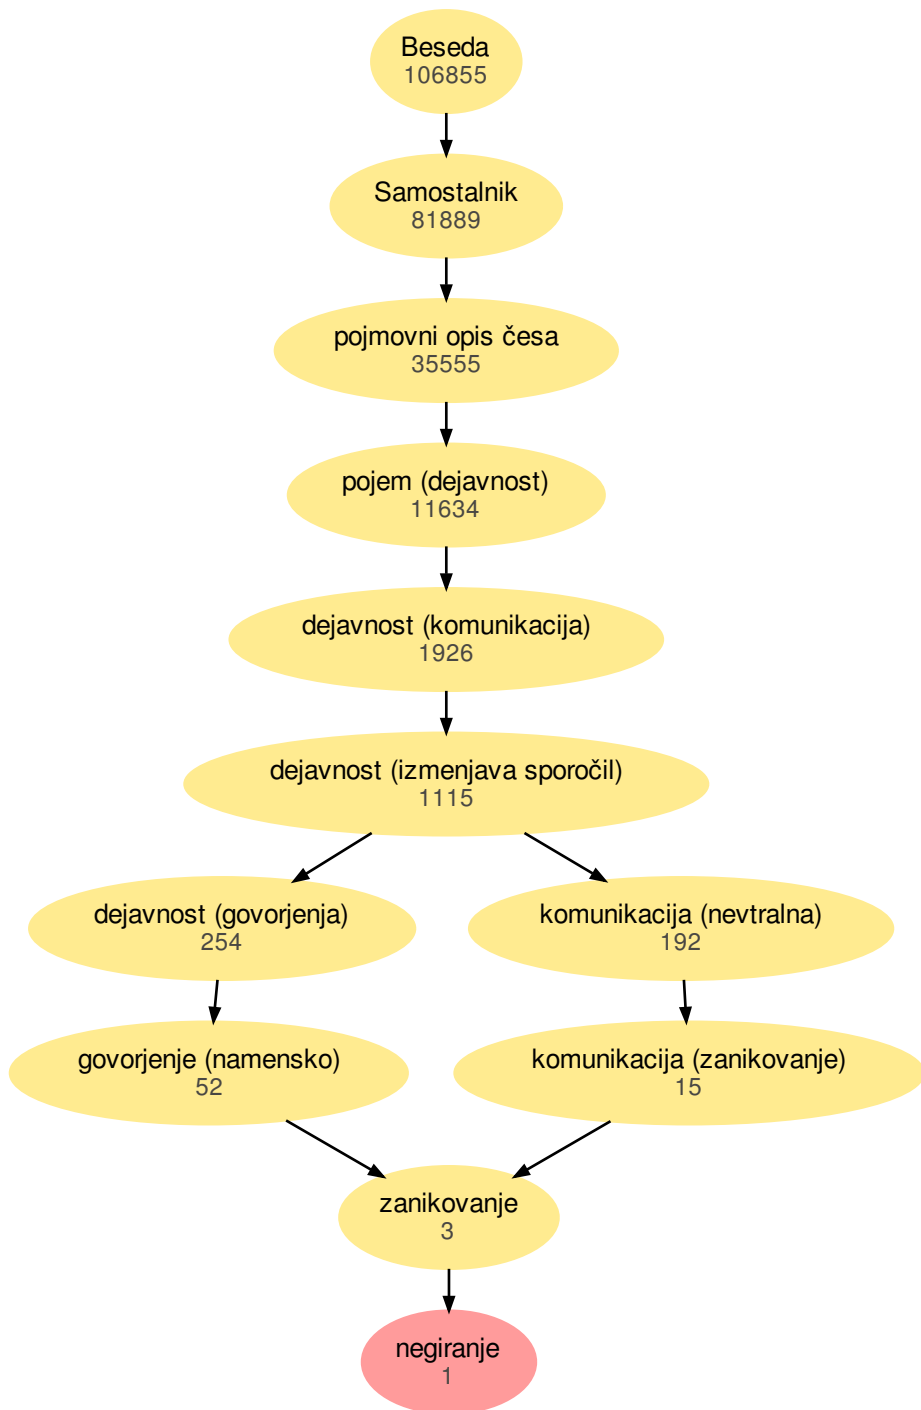 Beseda
106855
Samostalnik
81889
pojmovni opis česa
35555
pojem (dejavnost)
11634
dejavnost (komunikacija)
1926
dejavnost (izmenjava sporočil)
1115
dejavnost (govorjenja)
254
komunikacija (nevtralna)
192
govorjenje (namensko)
52
komunikacija (zanikovanje)
15
zanikovanje
3
negiranje
1